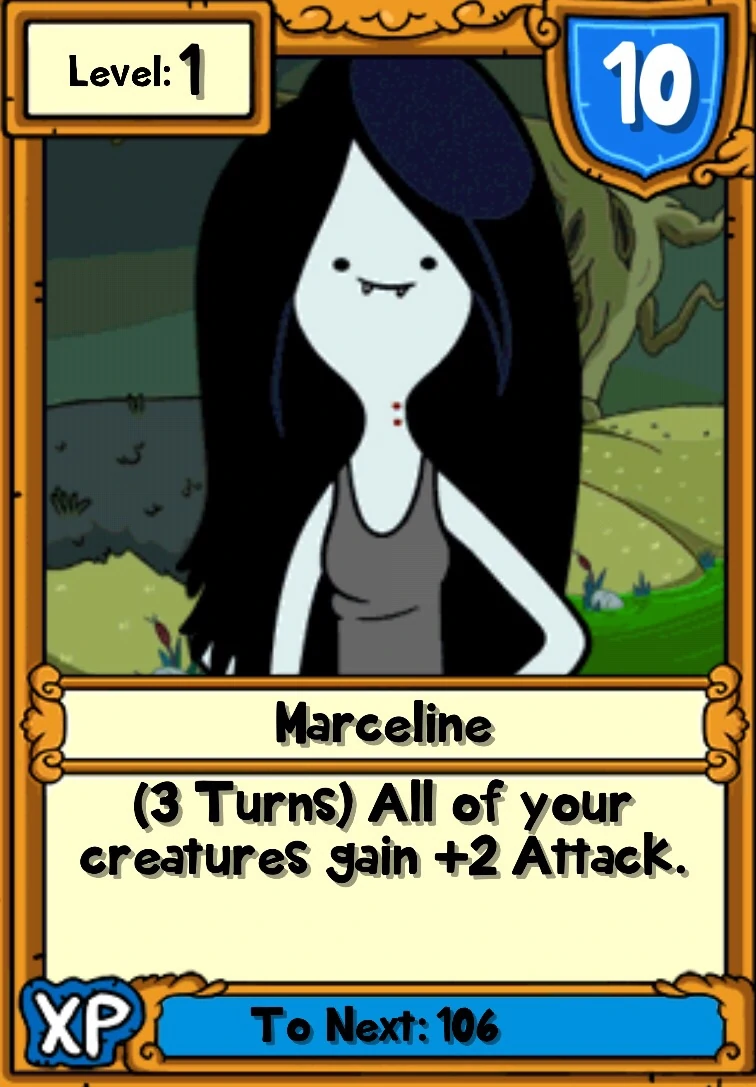 Level: 1
10
Marceline
(3 Turns) All of your
creatures gain +2 Attack.
XP
To Next: 106